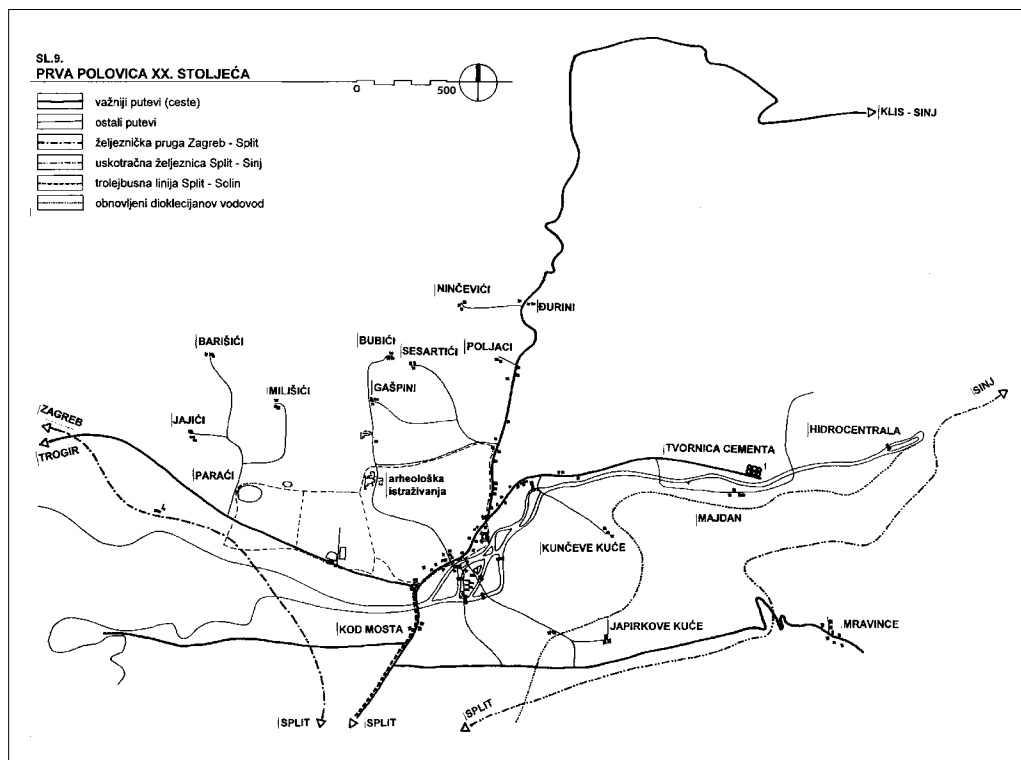 SL.9.
PRVA POLOVICA XX. STOLJEĆA
0 500
važniji putevi (ceste)
ostali putevi
željeznička pruga Zagreb - Split
uskotračna željeznica Split - Sinj
trolejbusna linija Split - Solin
obnovljeni dioklecijanov vodovod
KLIS - SINJ
NINČEVIĆI
ĐURINI
BARIŠIĆI
BUBIĆI
SESARTIĆI
POLJACI
MILIŠIĆI
GAŠPINI
SINJ
ZAGREB
JAJIĆI
HIDROCENTRALA
TROGIR
TVORNICA CEMENTA
1
PARAĆI
arheološka
istraživanja
4
MAJDAN
KUNČEVE KUĆE
KOD MOSTA
JAPIRKOVE KUĆE
MRAVINCE
SPLIT
SPLIT
SPLIT